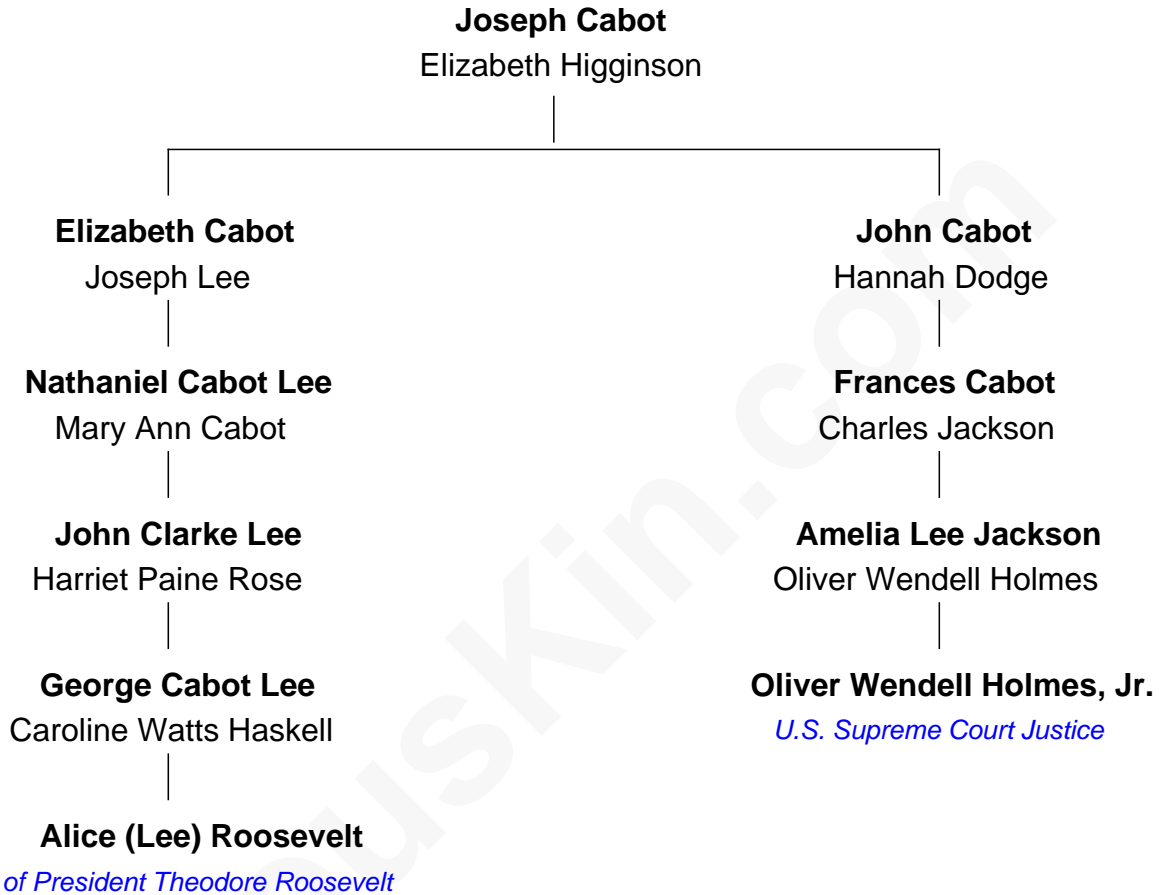 Joseph Cabot
Elizabeth Higginson
Elizabeth Cabot
Joseph Lee
John Cabot
Hannah Dodge
Nathaniel Cabot Lee
Mary Ann Cabot
Frances Cabot
Charles Jackson
John Clarke Lee
Harriet Paine Rose
Amelia Lee Jackson
Oliver Wendell Holmes
George Cabot Lee
Caroline Watts Haskell
Oliver Wendell Holmes, Jr.
U.S. Supreme Court Justice
Alice (Lee) Roosevelt
of President Theodore Roosevelt
ousKin.com